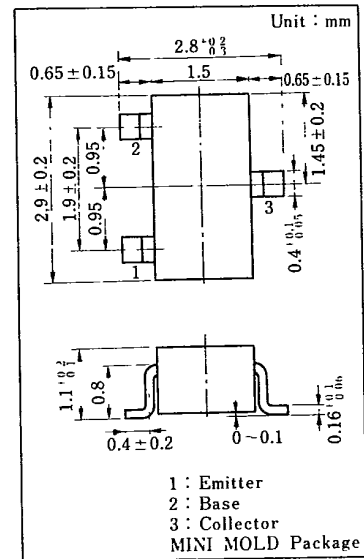 Unit : mm
2.8 +0.2 -0.3
0.65±0.15
1.5
0.65±0.15
2.9±0.2
1.9±0.2
0.95
0.95
2
1
3
1.45±0.2
0.4 +0.1 -0.05
1.1 +0.2 -0.1
0.8
0.4±0.2
0~0.1
0.16 +0.1 -0.06
1 : Emitter
2 : Base
3 : Collector
MINI MOLD Package